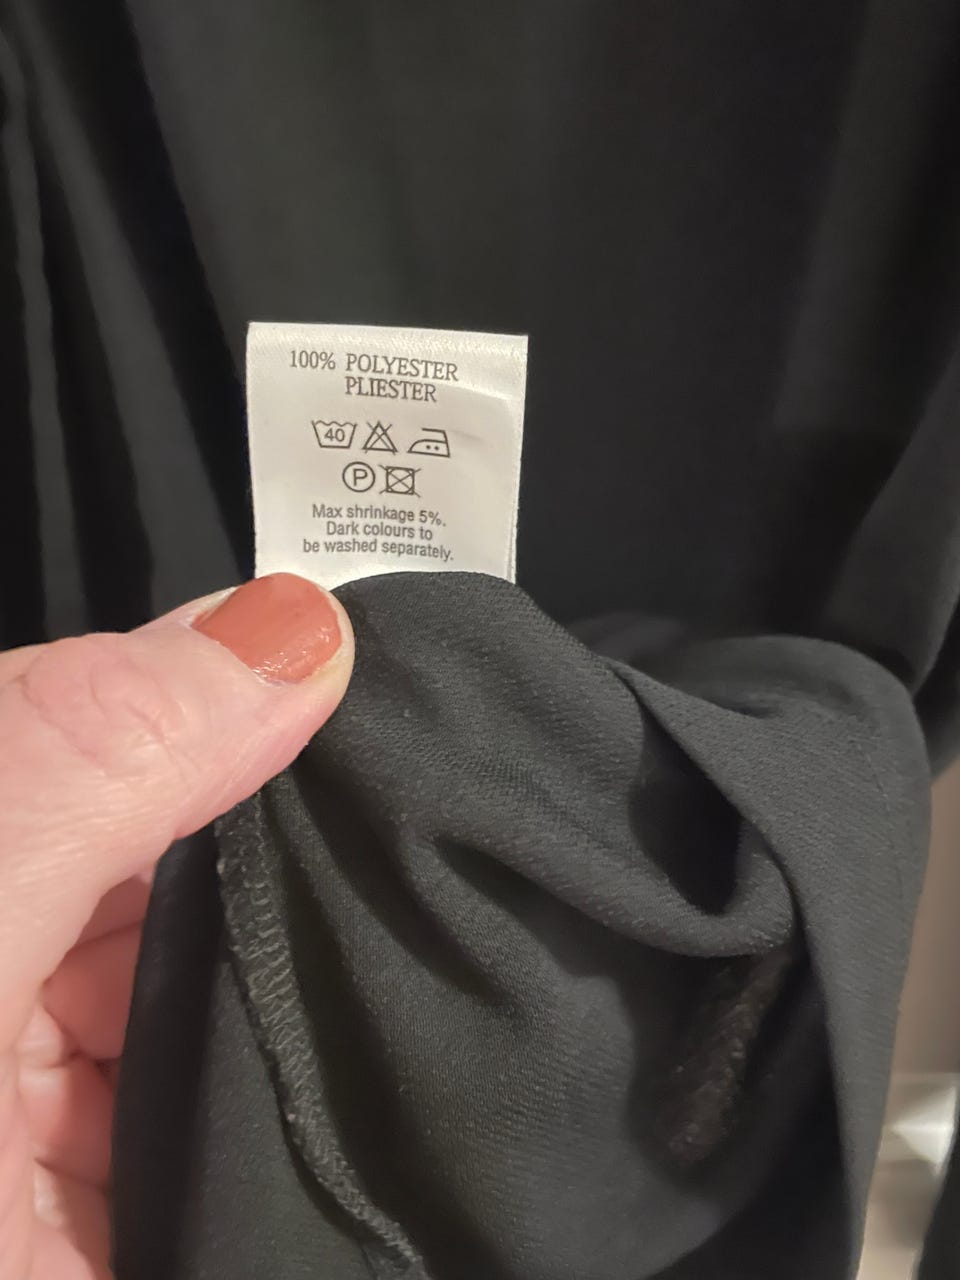 100% POLYESTER
PLIESTER
40
P
Max shrinkage 5%.
Dark colours to
be washed separately.